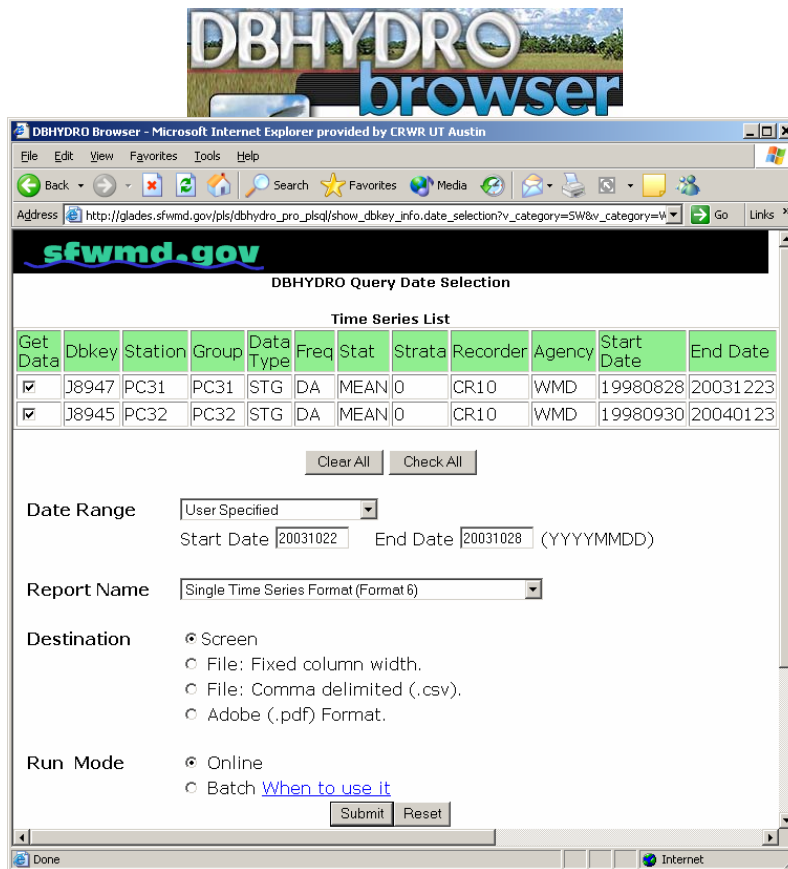 DBHYDRO
browser
DBHYDRO Browser - Microsoft Internet Explorer provided by CRWR UT Austin
File Edit View Favorites Tools Help
Back Search Favorites Media
Address http://glades.sfwmd.gov/pls/dbhydro_pro_plsql/show_dbkey_info.date_selection?v_category=SW&v_category=W Go Links »
sfwmd.gov
DBHYDRO Query Date Selection
Time Series List
Get Data Dbkey Station Group Data Type Freq Stat Strata Recorder Agency Start Date End Date
J8947 PC31 PC31 STG DA MEAN 0 CR10 WMD 19980828 20031223
J8945 PC32 PC32 STG DA MEAN 0 CR10 WMD 19980930 20040123
Clear All Check All
Date Range User Specified
Start Date 20031022 End Date 20031028 (YYYYMMDD)
Report Name Single Time Series Format (Format 6)
Destination Screen
File: Fixed column width.
File: Comma delimited (.csv).
Adobe (.pdf) Format.
Run Mode Online
Batch When to use it
Submit Reset
Done Internet